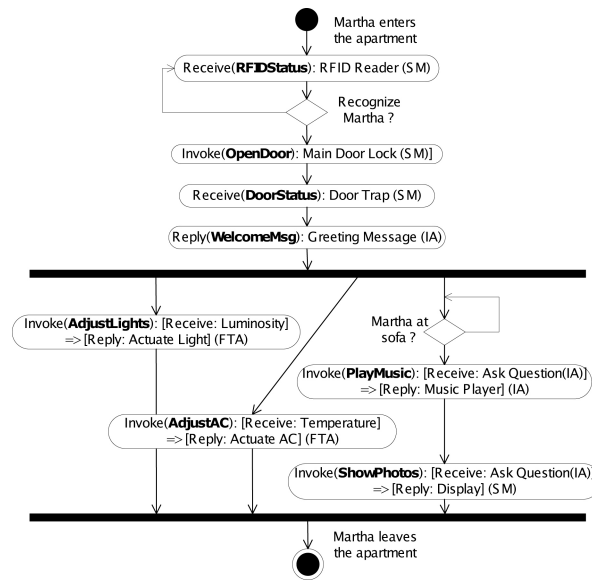 Martha enters
the apartment
Receive(RFIDStatus): RFID Reader (SM)
Recognize
Martha ?
Invoke(OpenDoor): Main Door Lock (SM)]
Receive(DoorStatus): Door Trap (SM)
Reply(WelcomeMsg): Greeting Message (IA)
Invoke(AdjustLights): [Receive: Luminosity]
=> [Reply: Actuate Light] (FTA)
Martha at
sofa ?
Invoke(PlayMusic): [Receive: Ask Question(IA)]
=> [Reply: Music Player] (IA)
Invoke(AdjustAC): [Receive: Temperature]
=> [Reply: Actuate AC] (FTA)
Invoke(ShowPhotos): [Receive: Ask Question(IA)
=> [Reply: Display] (SM)
Martha leaves
the apartment